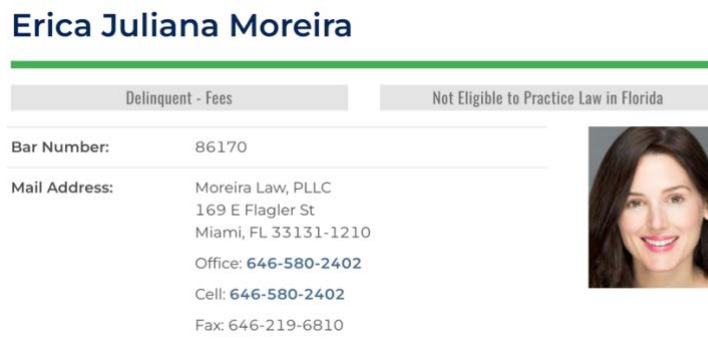 Erica Juliana Moreira
Delinquent - Fees
Not Eligible to Practice Law in Florida
Bar Number: 86170
Mail Address: Moreira Law, PLLC
169 E Flagler St
Miami, FL 33131-1210
Office: 646-580-2402
Cell: 646-580-2402
Fax: 646-219-6810